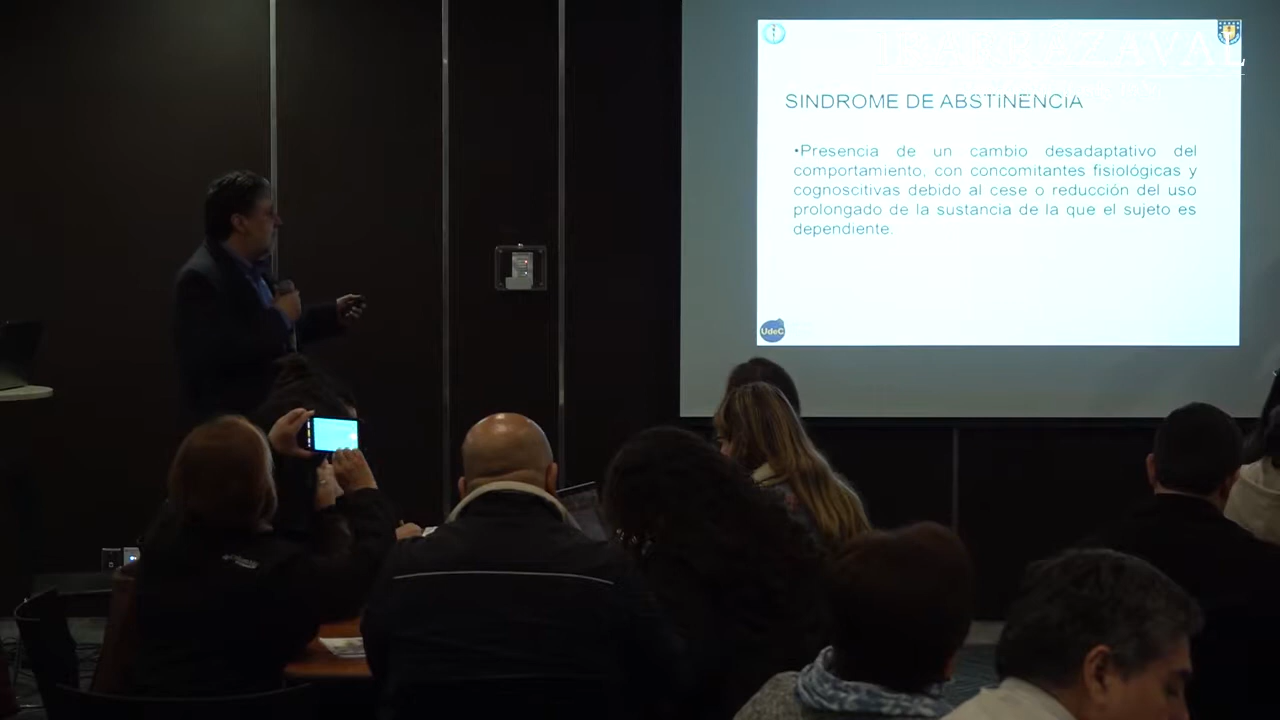 SINDROME DE ABSTINENCIA
•Presencia de un cambio desadaptativo del
comportamiento, con concomitantes fisiológicas y
cognoscitivas debido al cese o reducción del uso
prolongado de la sustancia de la que el sujeto es
dependiente.
UdeC